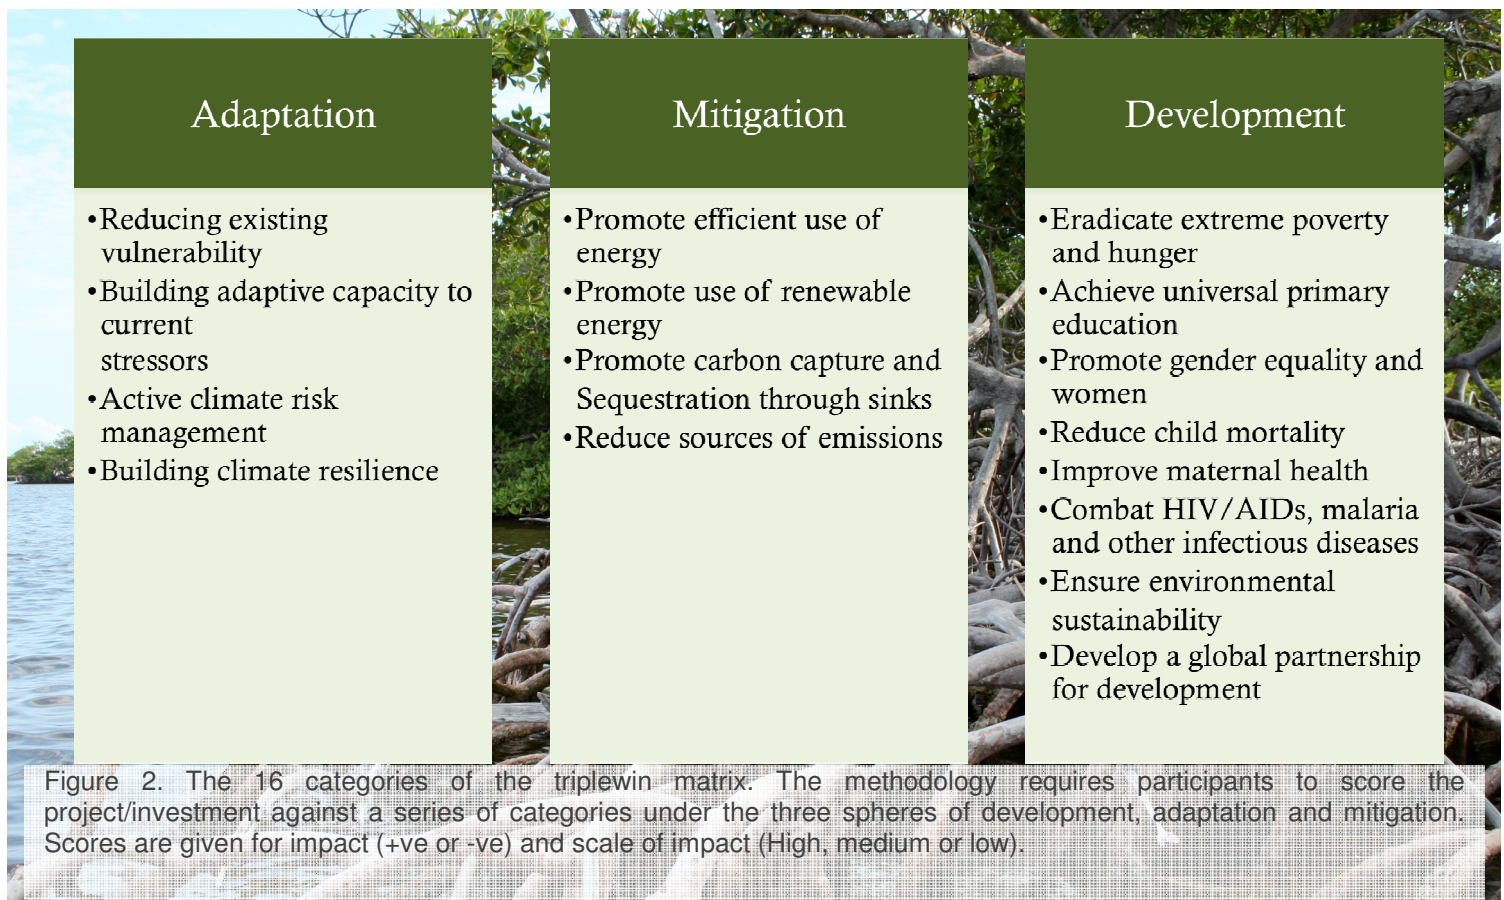 Adaptation
•Reducing existing
vulnerability
•Building adaptive capacity to
current
stressors
•Active climate risk
management
•Building climate resilience
Mitigation
•Promote efficient use of
energy
•Promote use of renewable
energy
•Promote carbon capture and
Sequestration through sinks
•Reduce sources of emissions
Development
•Eradicate extreme poverty
and hunger
•Achieve universal primary
education
•Promote gender equality and
women
•Reduce child mortality
•Improve maternal health
•Combat HIV/AIDs, malaria
and other infectious diseases
•Ensure environmental
sustainability
•Develop a global partnership
for development
Figure 2. The 16 categories of the triplewin matrix. The methodology requires participants to score the
project/investment against a series of categories under the three spheres of development, adaptation and mitigation.
Scores are given for impact (+ve or -ve) and scale of impact (High, medium or low).